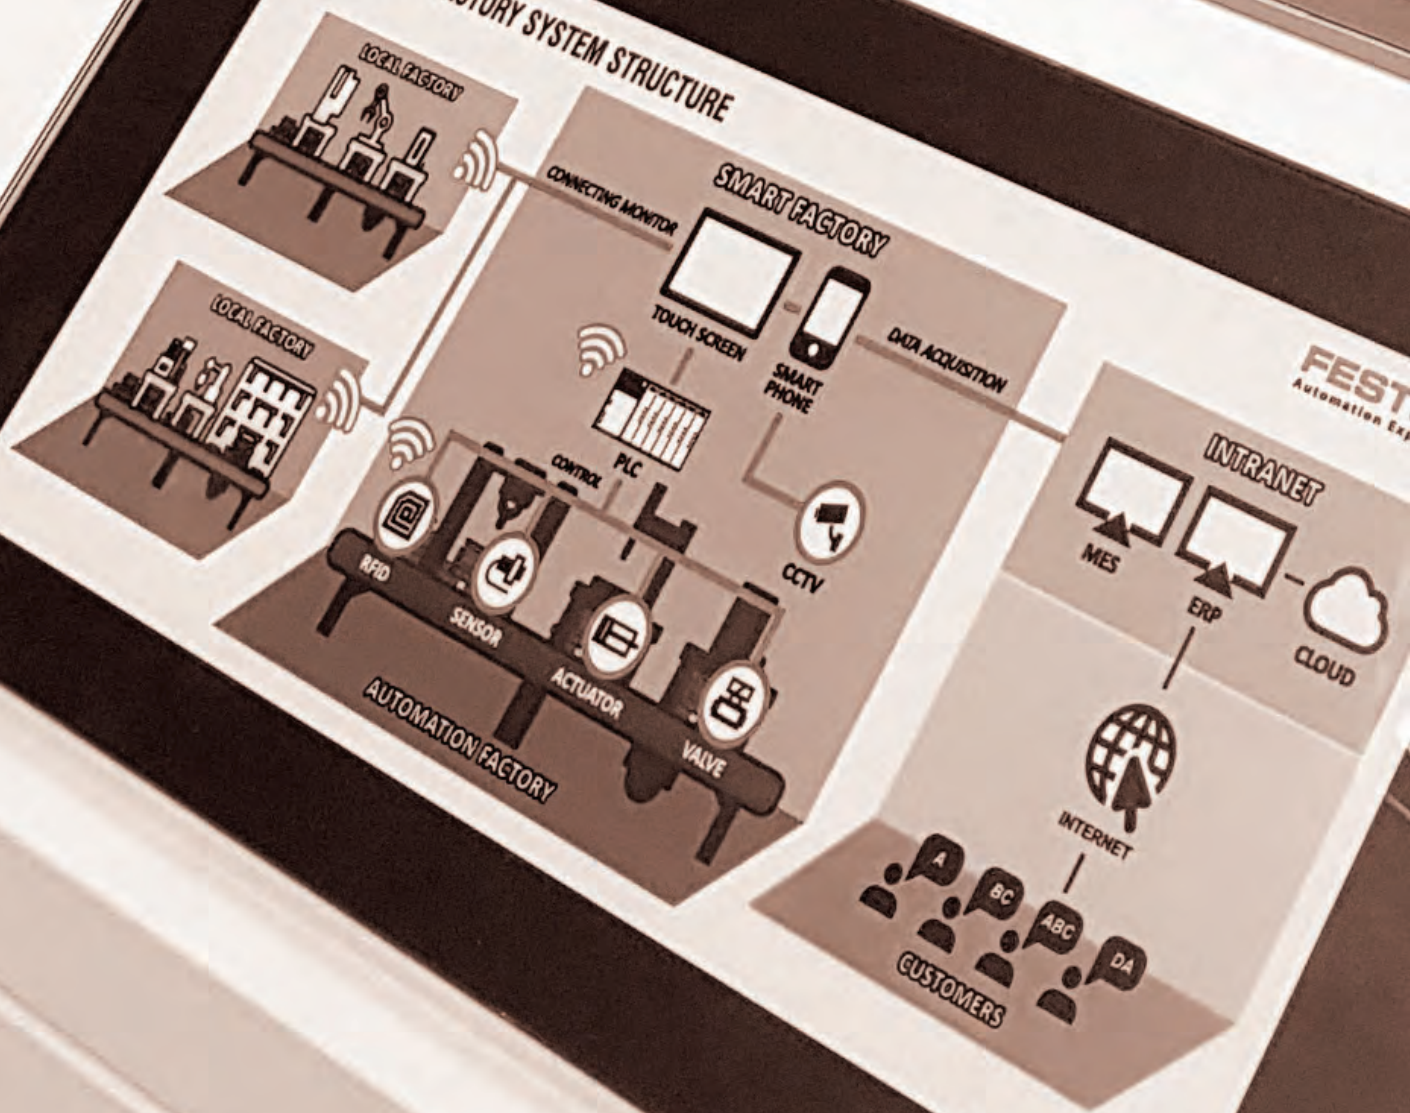 SYSTEM STRUCTURE
LOCAL FACTORY
LOCAL FACTORY
SMART FACTORY
CONNECTING MONITOR
TOUCH SCREEN
SMART
PHONE
DATA ACQUISITION
PLC
CONTROL
CCTV
RFID
SENSOR
ACTUATOR
VALVE
AUTOMATION FACTORY
FEST
Automation Exp
INTRANET
MES
ERP
CLOUD
INTERNET
A
BC
ABC
DA
CUSTOMERS